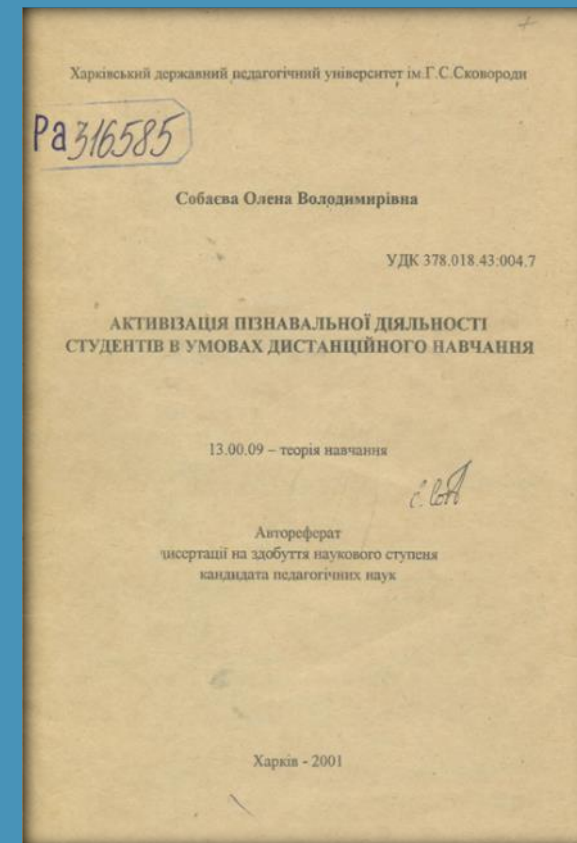 Харківський державний педагогічний університет ім.Г.С.Сковороди
Ра 316585
Собаєва Олена Володимирівна
УДК 378.018.43:004.7
АКТИВІЗАЦІЯ ПІЗНАВАЛЬНОЇ ДІЯЛЬНОСТІ
СТУДЕНТІВ В УМОВАХ ДИСТАНЦІЙНОГО НАВЧАННЯ
13.00.09 – теорія навчання
Автореферат
дисертації на здобуття наукового ступеня
кандидата педагогічних наук
Харків - 2001